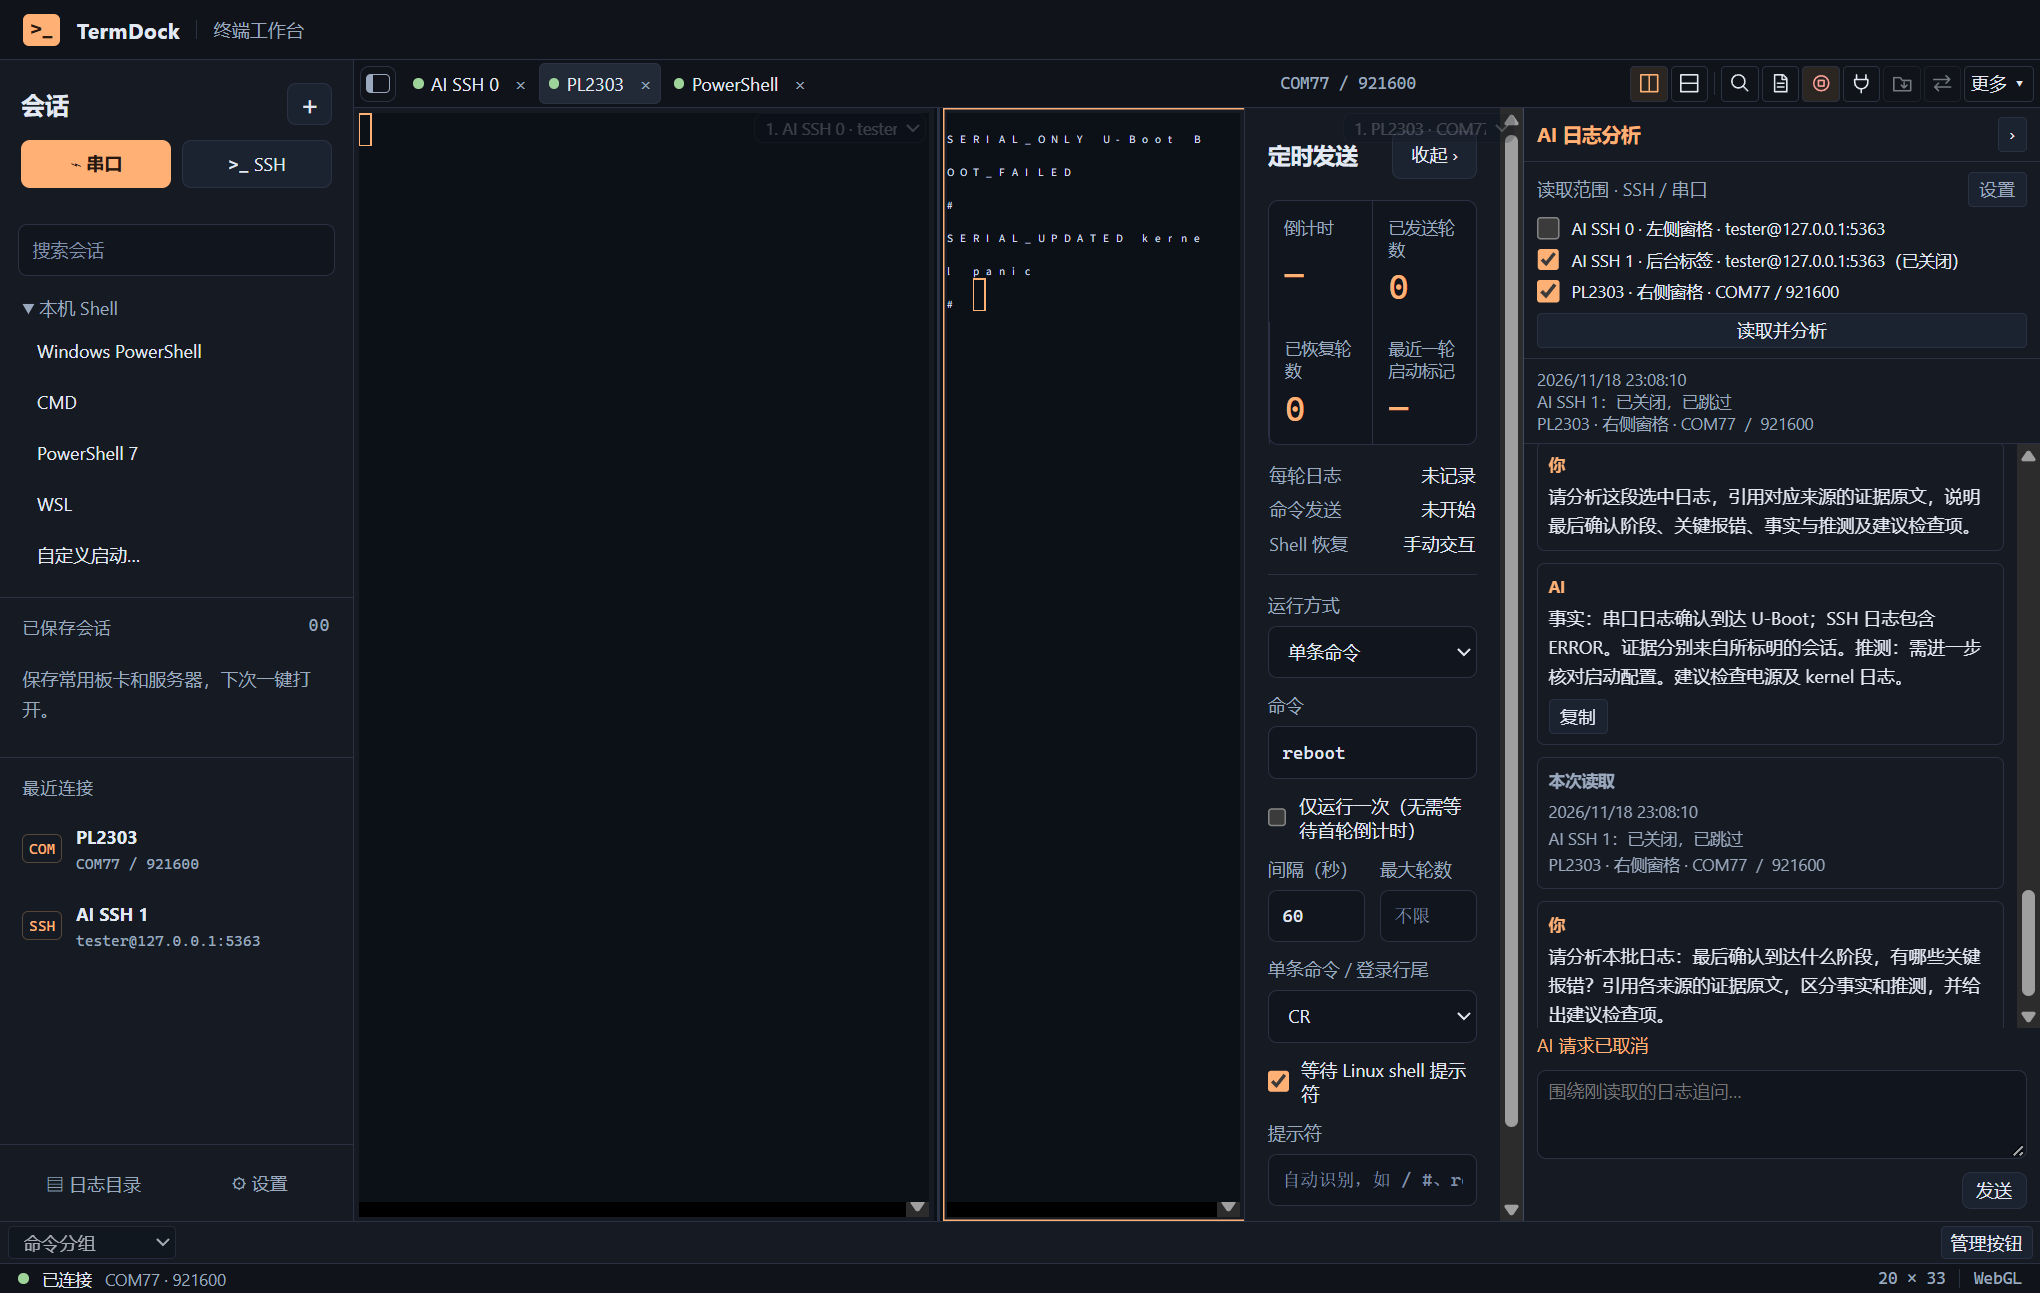 >_ TermDock 终端工作台
会话
+
串口
>_ SSH
搜索会话
▼ 本机 Shell
Windows PowerShell
CMD
PowerShell 7
WSL
自定义启动...
已保存会话 00
保存常用板卡和服务器，下次一键打
开。
最近连接
COM PL2303
COM77 / 921600
SSH AI SSH 1
tester@127.0.0.1:5363
日志目录
设置
AI SSH 0 ×
PL2303 ×
PowerShell ×
COM77 / 921600
更多
1. AI SSH 0 · tester
SERIAL_ONLY U-Boot B
OOT_FAILED
#
SERIAL_UPDATED kerne
l panic
#
1. PL2303 · COM7
定时发送
收起 ›
倒计时
—
已发送轮
数
0
已恢复轮
数
0
最近一轮
启动标记
—
每轮日志 未记录
命令发送 未开始
Shell 恢复 手动交互
运行方式
单条命令
命令
reboot
仅运行一次（无需等
待首轮倒计时）
间隔（秒） 最大轮数
60 不限
单条命令 / 登录行尾
CR
等待 Linux shell 提示
符
提示符
自动识别，如 / #、r
AI 日志分析
›
读取范围 · SSH / 串口 设置
AI SSH 0 · 左侧窗格 · tester@127.0.0.1:5363
AI SSH 1 · 后台标签 · tester@127.0.0.1:5363（已关闭）
PL2303 · 右侧窗格 · COM77 / 921600
读取并分析
2026/11/18 23:08:10
AI SSH 1：已关闭，已跳过
PL2303 · 右侧窗格 · COM77 / 921600
你
请分析这段选中日志，引用对应来源的证据原文，说明
最后确认阶段、关键报错、事实与推测及建议检查项。
AI
事实：串口日志确认到达 U-Boot；SSH 日志包含
ERROR。证据分别来自所标明的会话。推测：需进一步
核对启动配置。建议检查电源及 kernel 日志。
复制
本次读取
2026/11/18 23:08:10
AI SSH 1：已关闭，已跳过
PL2303 · 右侧窗格 · COM77 / 921600
你
请分析本批日志：最后确认到达什么阶段，有哪些关键
报错？引用各来源的证据原文，区分事实和推测，并给
出建议检查项。
AI 请求已取消
围绕刚读取的日志追问...
发送
命令分组
管理按钮
已连接 COM77 · 921600
20 × 33 WebGL